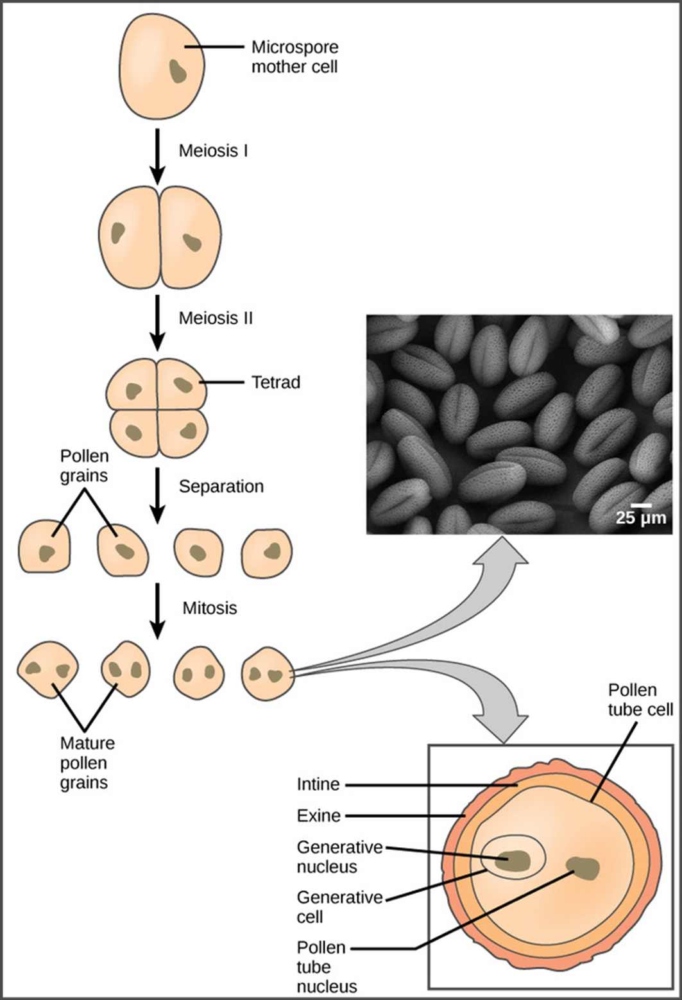 Microspore
mother cell
Meiosis I
Meiosis II
Tetrad
Pollen
grains
Separation
25 µm
Mitosis
Mature
pollen
grains
Pollen
tube cell
Intine
Exine
Generative
nucleus
Generative
cell
Pollen
tube
nucleus